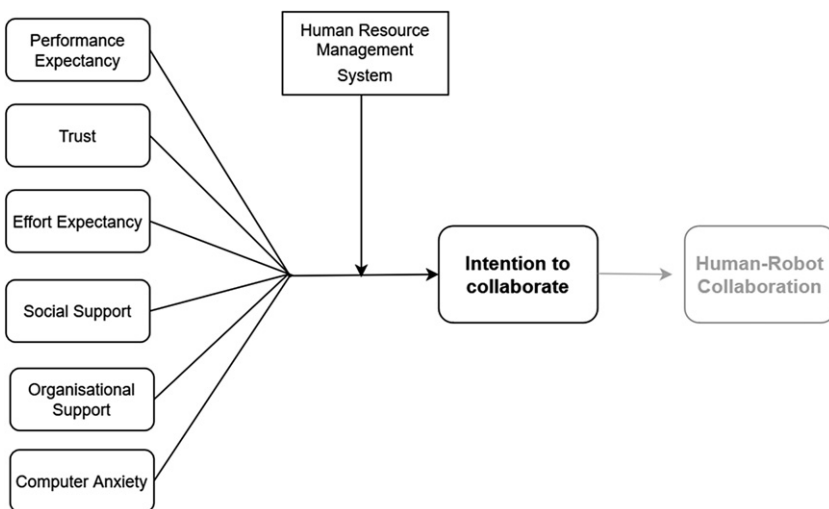 Performance
Expectancy
Human Resource
Management
System
Trust
Effort Expectancy
Social Support
Organisational
Support
Computer Anxiety
Intention to
collaborate
Human-Robot
Collaboration